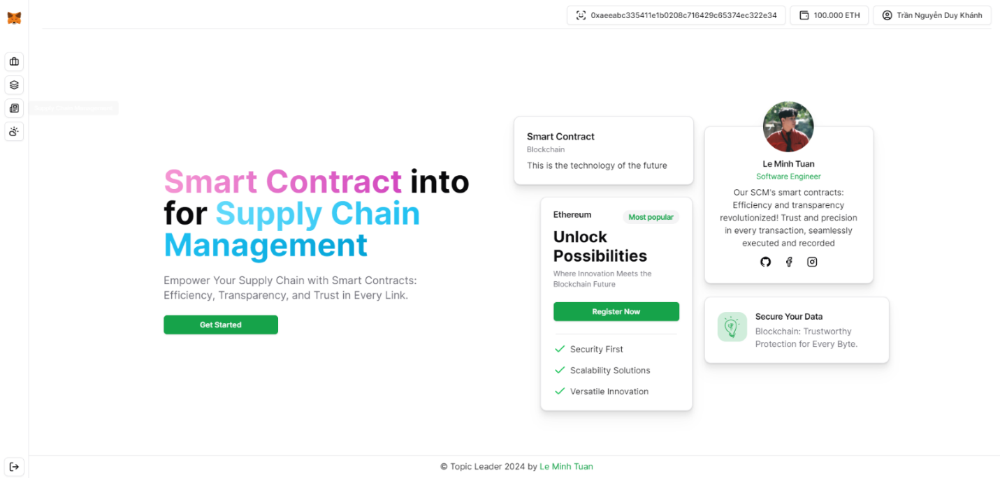 0xaeeabc335411e1b0208c716429c65374ec322e34
100.000 ETH
Trần Nguyễn Duy Khánh
Supply Chain Management
Smart Contract into
for Supply Chain
Management
Empower Your Supply Chain with Smart Contracts:
Efficiency, Transparency, and Trust in Every Link.
Get Started
Smart Contract
Blockchain
This is the technology of the future
Ethereum
Most popular
Unlock
Possibilities
Where Innovation Meets the
Blockchain Future
Register Now
Security First
Scalability Solutions
Versatile Innovation
Le Minh Tuan
Software Engineer
Our SCM's smart contracts:
Efficiency and transparency
revolutionized! Trust and precision
in every transaction, seamlessly
executed and recorded
Secure Your Data
Blockchain: Trustworthy
Protection for Every Byte.
© Topic Leader 2024 by Le Minh Tuan